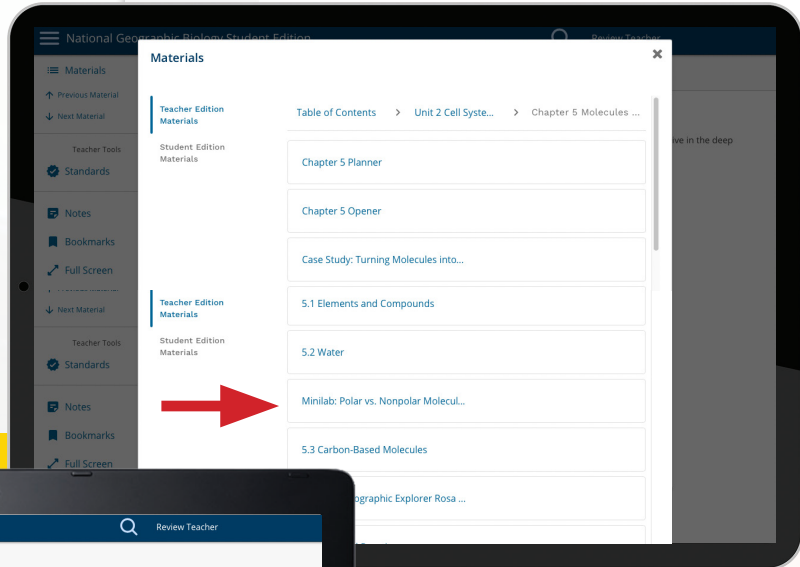 National Geographic Biology Student Edition
Review Teacher
Materials
Previous Material
Next Material
Teacher Tools
Standards
Notes
Bookmarks
Full Screen
Next Material
Teacher Tools
Standards
Notes
Bookmarks
Full Screen
ive in the deep
Materials
Teacher Edition
Materials
Student Edition
Materials
Teacher Edition
Materials
Student Edition
Materials
Table of Contents > Unit 2 Cell Syste... > Chapter 5 Molecules ...
Chapter 5 Planner
Chapter 5 Opener
Case Study: Turning Molecules into...
5.1 Elements and Compounds
5.2 Water
Minilab: Polar vs. Nonpolar Molecul...
5.3 Carbon-Based Molecules
ographic Explorer Rosa ...
Review Teacher